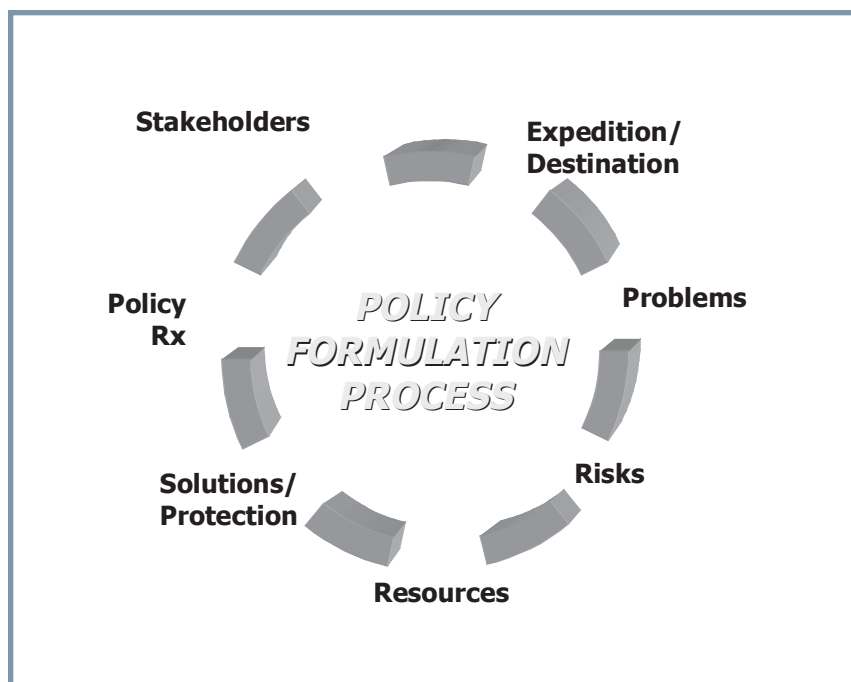 Stakeholders
Expedition/
Destination
Problems
Risks
Resources
Solutions/
Protection
Policy
Rx
POLICY
FORMULATION
PROCESS